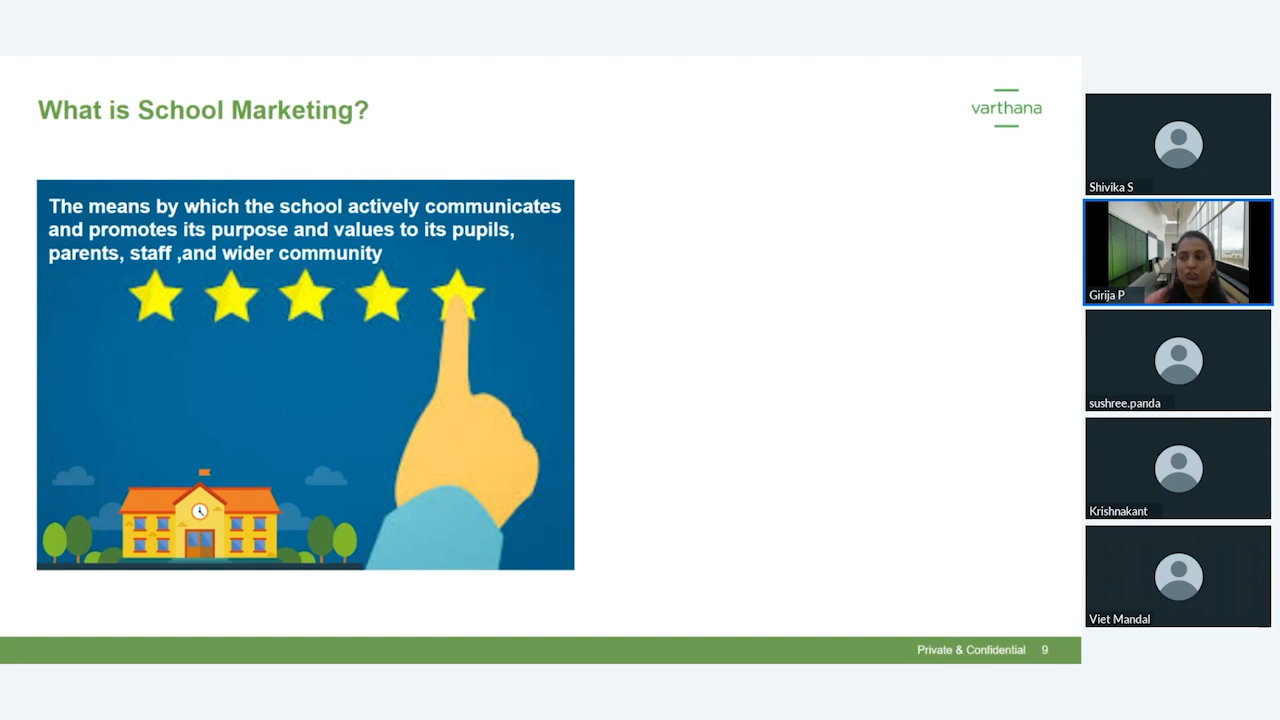 What is School Marketing?
varthana
The means by which the school actively communicates
and promotes its purpose and values to its pupils,
parents, staff ,and wider community
Private & Confidential 9
Shivika S
Girija P
sushree.panda
Krishnakant
Viet Mandal